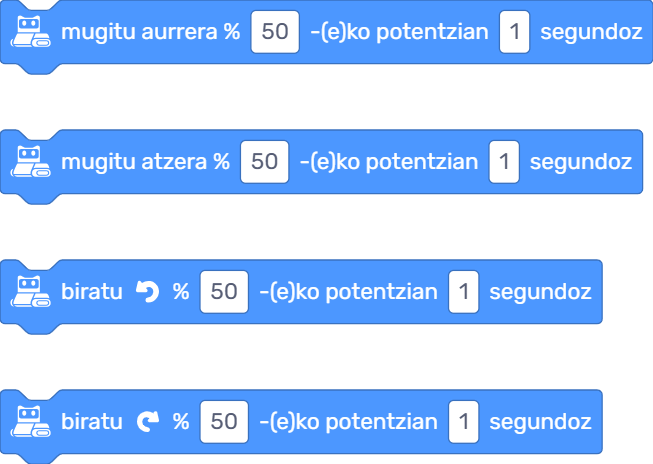 mugitu aurrera % 50 -(e)ko potentzian 1 segundoz
mugitu atzera % 50 -(e)ko potentzian 1 segundoz
biratu % 50 -(e)ko potentzian 1 segundoz
biratu % 50 -(e)ko potentzian 1 segundoz